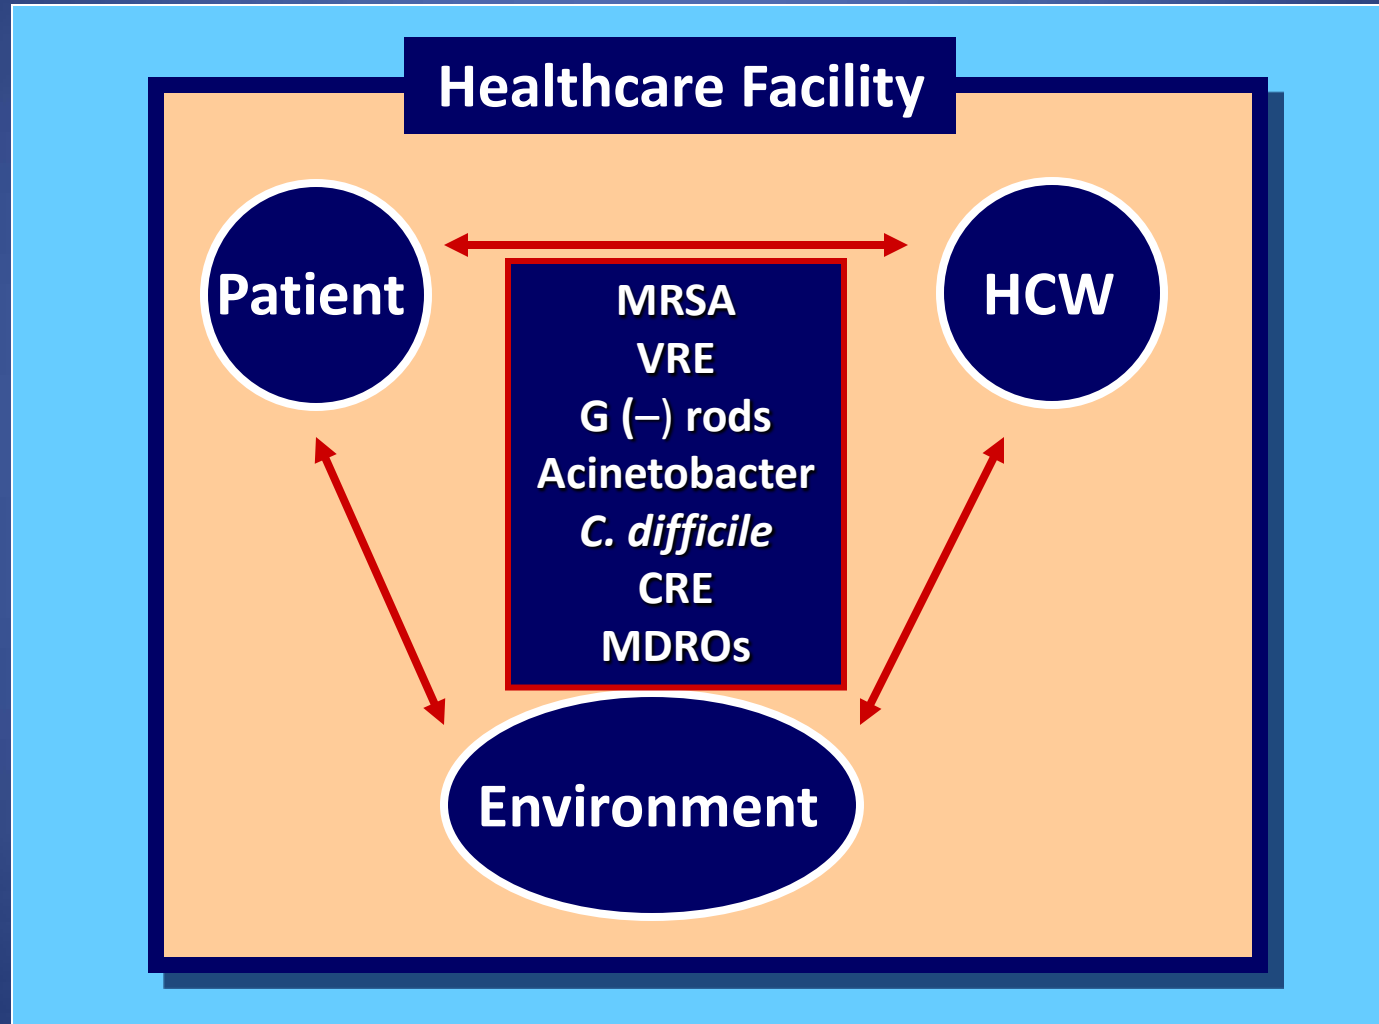 Healthcare Facility
Patient
HCW
MRSA
VRE
G (–) rods
Acinetobacter
C. difficile
CRE
MDROs
Environment